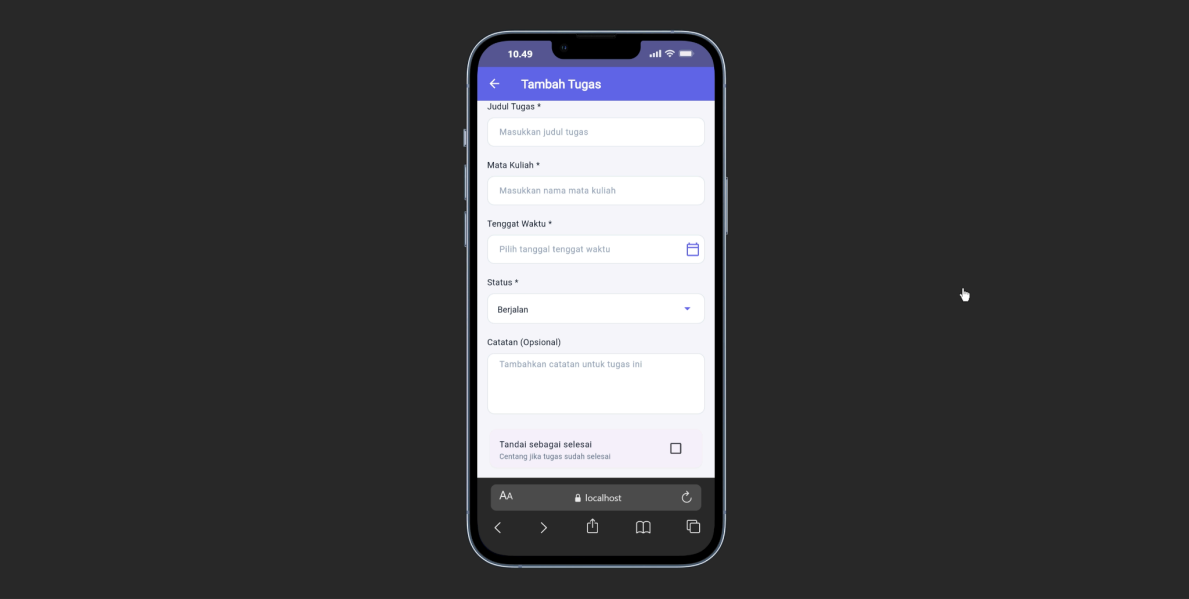 10.49
Tambah Tugas
Judul Tugas *
Masukkan judul tugas
Mata Kuliah *
Masukkan nama mata kuliah
Tenggat Waktu *
Pilih tanggal tenggat waktu
Status *
Berjalan
Catatan (Opsional)
Tambahkan catatan untuk tugas ini
Tandai sebagai selesai
Centang jika tugas sudah selesai
AA localhost